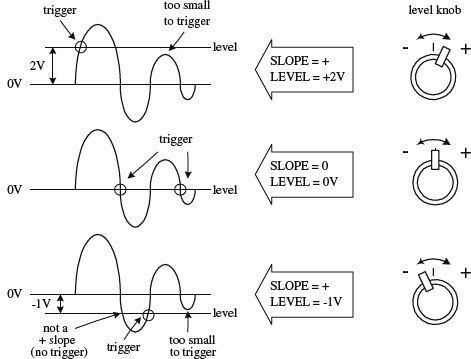 trigger
too small
to trigger
level knob
level
2V
0V
SLOPE = +
LEVEL = +2V
- +
trigger
0V
level
SLOPE = 0
LEVEL = 0V
- +
0V
-1V
level
SLOPE = +
LEVEL = -1V
- +
not a
+ slope
(no trigger)
trigger
too small
to trigger